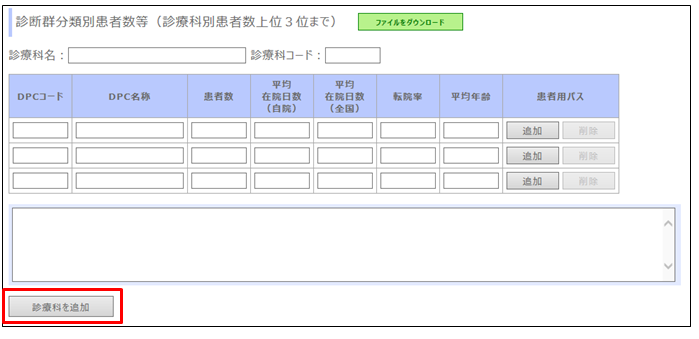 診断群分類別患者数等（診療科別患者数上位３位まで） ファイルをダウンロード
診療科名： 診療科コード：
DPCコード DPC名称 患者数 平均在院日数（自院） 平均在院日数（全国） 転院率 平均年齢 患者用パス
追加 削除
追加 削除
追加 削除
診療科を追加